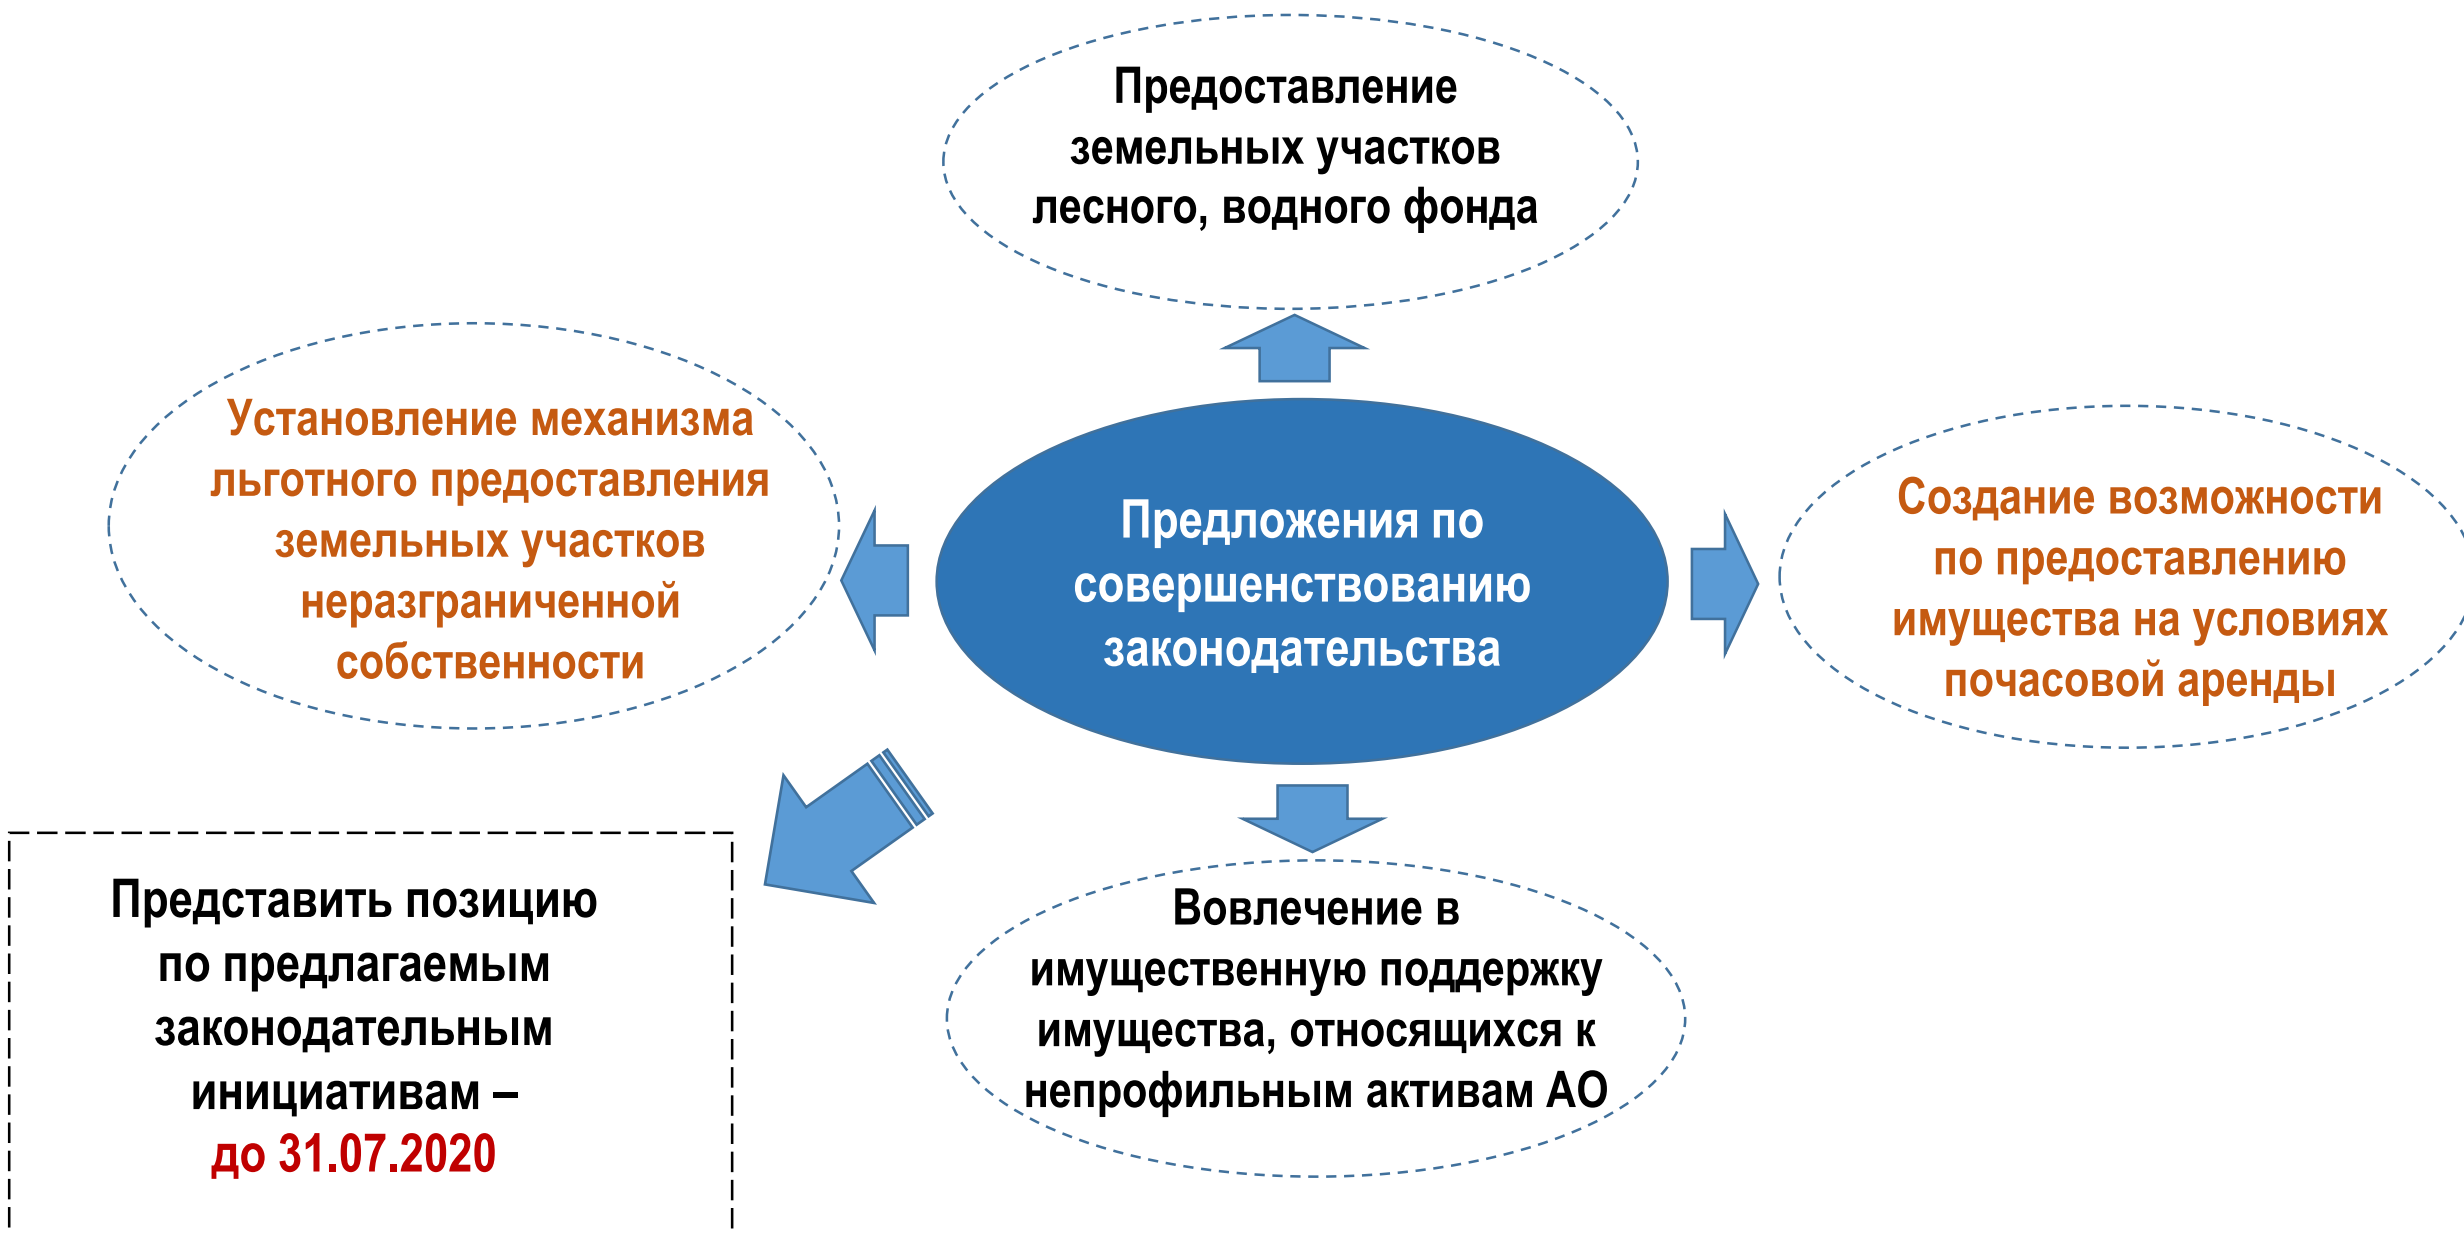 Предоставление
земельных участков
лесного, водного фонда
Установление механизма
льготного предоставления
земельных участков
неразграниченной
собственности
Предложения по
совершенствованию
законодательства
Создание возможности
по предоставлению
имущества на условиях
почасовой аренды
Представить позицию
по предлагаемым
законодательным
инициативам –
до 31.07.2020
Вовлечение в
имущественную поддержку
имущества, относящихся к
непрофильным активам АО